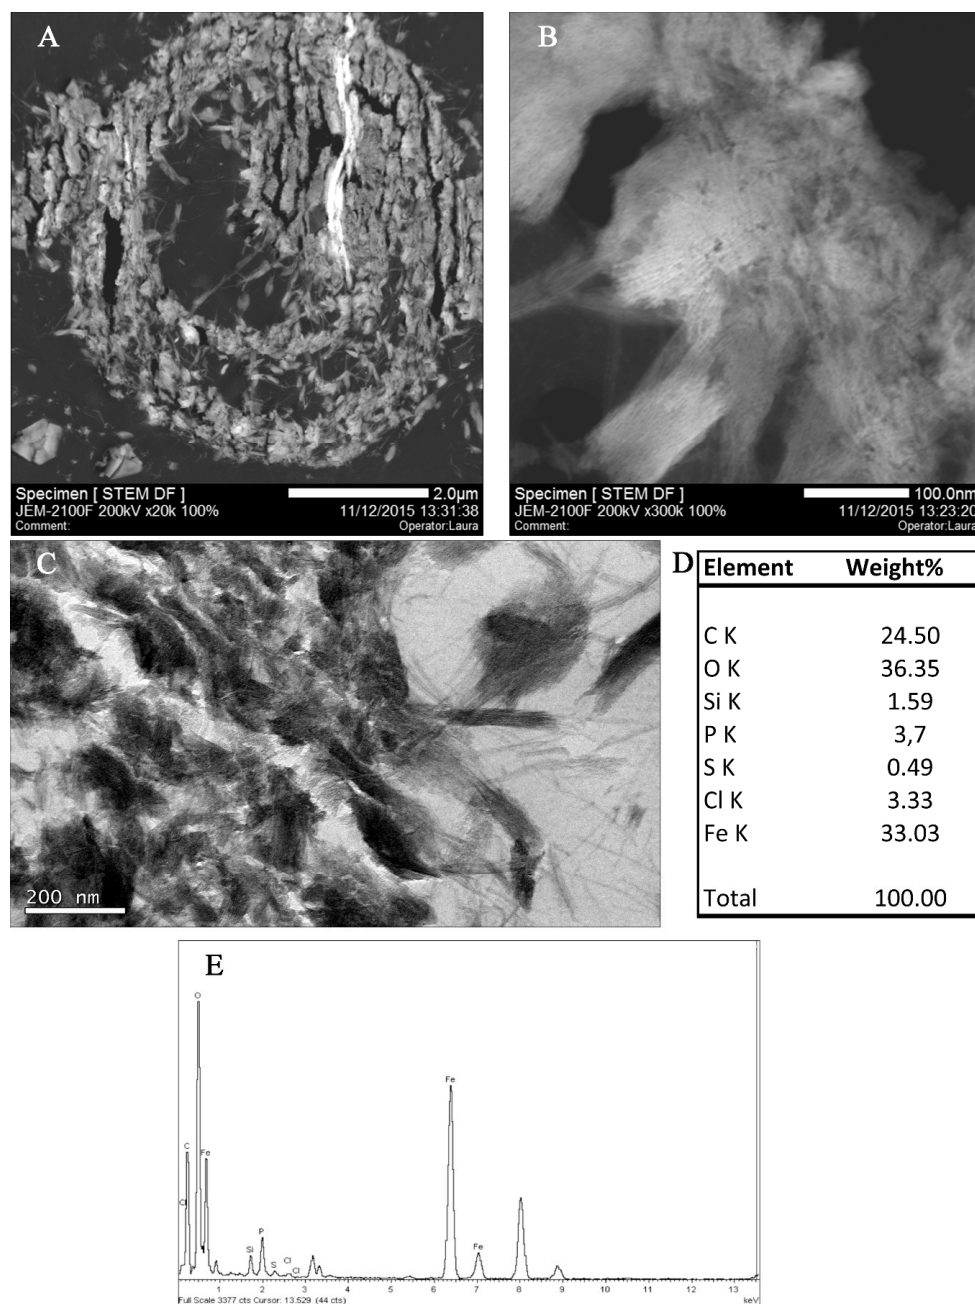 A
Specimen [ STEM DF ] 2.0µm
JEM-2100F 200kV x20k 100% 11/12/2015 13:31:38
Comment: Operator:Laura
B
Specimen [ STEM DF ] 100.0nm
JEM-2100F 200kV x300k 100% 11/12/2015 13:23:20
Comment: Operator:Laura
C
200 nm
D
Element Weight%
C K 24.50
O K 36.35
Si K 1.59
P K 3,7
S K 0.49
Cl K 3.33
Fe K 33.03
Total 100.00
E
O
Fe
C
Fe
Cl
P
Si
Cl
S
Cl
Fe
1 2 3 4 5 6 7 8 9 10 11 12 13
Full Scale 3377 cts Cursor: 13.529 (44 cts) keV